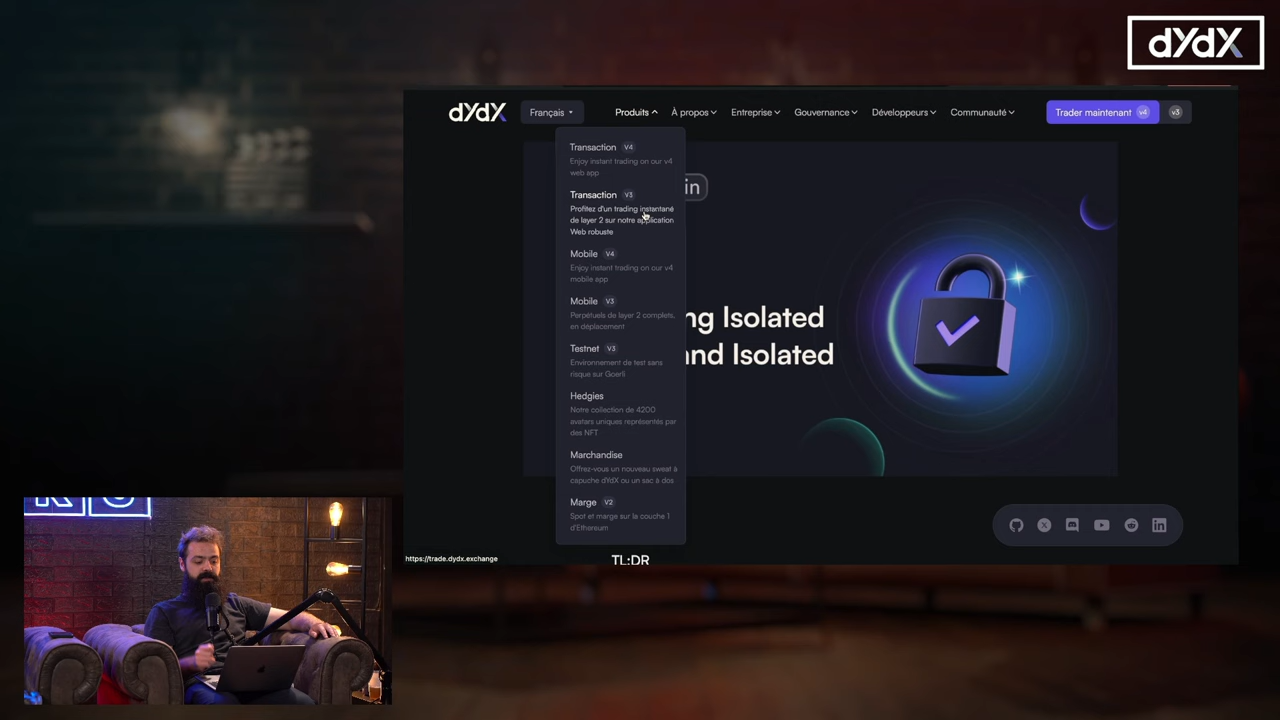 dYdX
dYdX
Français
Produits
À propos
Entreprise
Gouvernance
Développeurs
Communauté
Trader maintenant v4
v3
Transaction V4
Enjoy instant trading on our v4
web app
Transaction V3
Profitez d'un trading instantané
de layer 2 sur notre application
Web robuste
Mobile V4
Enjoy instant trading on our v4
mobile app
Mobile V3
Perpétuels de layer 2 complets,
en déplacement
Testnet V3
Environnement de test sans
risque sur Goerli
Hedgies
Notre collection de 4200
avatars uniques représentés par
des NFT
Marchandise
Offrez-vous un nouveau sweat à
capuche dYdX ou un sac à dos
Marge V2
Spot et marge sur la couche 1
d'Ethereum
in
ng Isolated
and Isolated
TL;DR
https://trade.dydx.exchange